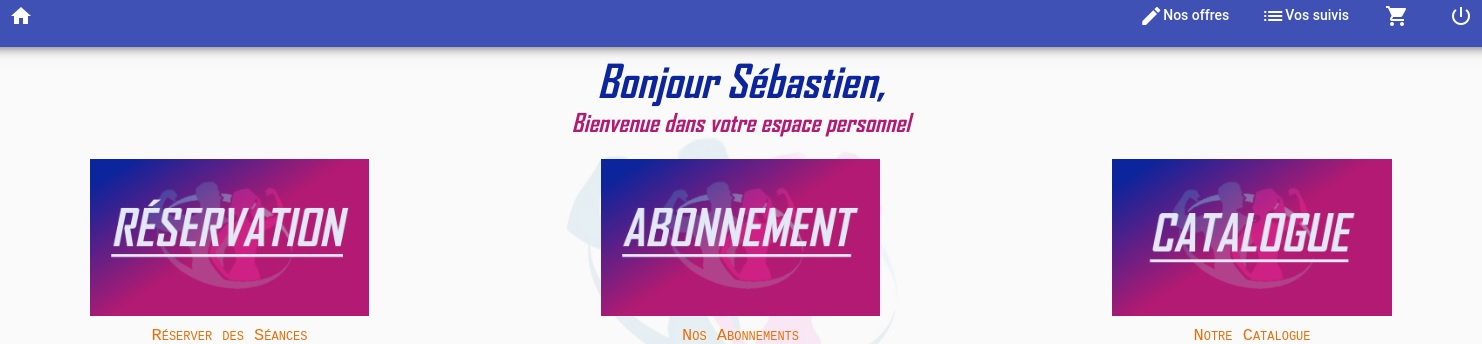 Nos offres
Vos suivis
Bonjour Sébastien,
Bienvenue dans votre espace personnel
RÉSERVATION
ABONNEMENT
CATALOGUE
Réserver des Séances
Nos Abonnements
Notre Catalogue